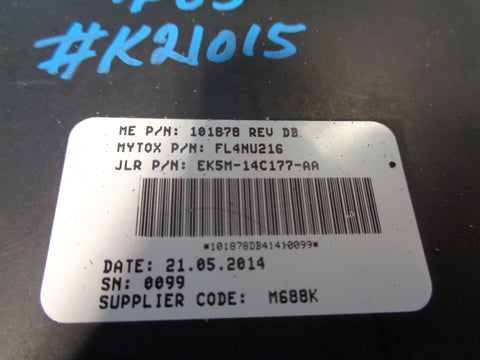 #K21015
ME P/N: 101878 REV DB
MYTOX P/N: FL4NU216
JLR P/N: EK5M-14C177-AA
DATE: 21.05.2014
SN: 0099
SUPPLIER CODE: M688K